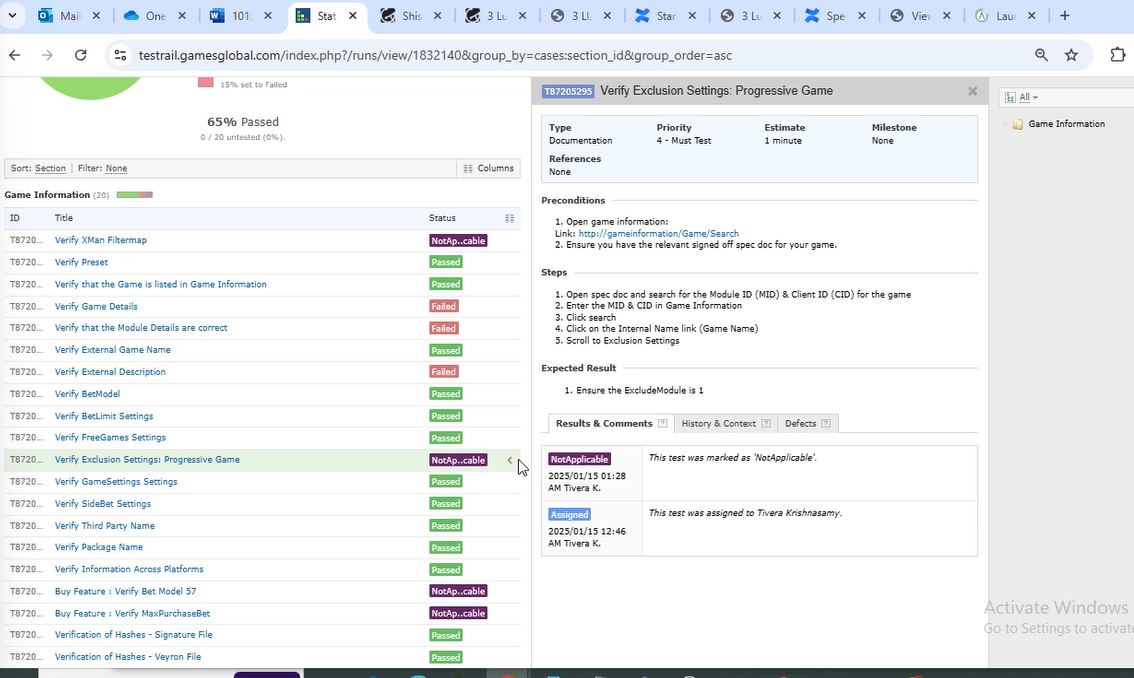 Mail
One
101:
Stat
Shis
3 Lu
3 LU
Star
3 Lu
Spe
View
Laur
testrail.gamesglobal.com/index.php?/runs/view/1832140&group_by=cases:section_id&group_order=asc
15% set to Failed
65% Passed
0 / 20 untested (0%).
Sort: Section | Filter: None Columns
Game Information (20)
ID Title Status
T8720... Verify XMan Filtermap NotAp..cable
T8720... Verify Preset Passed
T8720... Verify that the Game is listed in Game Information Passed
T8720... Verify Game Details Failed
T8720... Verify that the Module Details are correct Failed
T8720... Verify External Game Name Passed
T8720... Verify External Description Failed
T8720... Verify BetModel Passed
T8720... Verify BetLimit Settings Passed
T8720... Verify FreeGames Settings Passed
T8720... Verify Exclusion Settings: Progressive Game NotAp..cable
T8720... Verify GameSettings Settings Passed
T8720... Verify SideBet Settings Passed
T8720... Verify Third Party Name Passed
T8720... Verify Package Name Passed
T8720... Verify Information Across Platforms Passed
T8720... Buy Feature : Verify Bet Model 57 NotAp..cable
T8720... Buy Feature : Verify MaxPurchaseBet NotAp..cable
T8720... Verification of Hashes - Signature File Passed
T8720... Verification of Hashes - Veyron File Passed
T87205295 Verify Exclusion Settings: Progressive Game
Type Priority Estimate Milestone
Documentation 4 - Must Test 1 minute None
References
None
Preconditions
1. Open game information:
Link: http://gameinformation/Game/Search
2. Ensure you have the relevant signed off spec doc for your game.
Steps
1. Open spec doc and search for the Module ID (MID) & Client ID (CID) for the game
2. Enter the MID & CID in Game Information
3. Click search
4. Click on the Internal Name link (Game Name)
5. Scroll to Exclusion Settings
Expected Result
1. Ensure the ExcludeModule is 1
Results & Comments ? History & Context ? Defects ?
NotApplicable This test was marked as 'NotApplicable'.
2025/01/15 01:28
AM Tivera K.
Assigned This test was assigned to Tivera Krishnasamy.
2025/01/15 12:46
AM Tivera K.
All
Game Information
Activate Windows
Go to Settings to activate